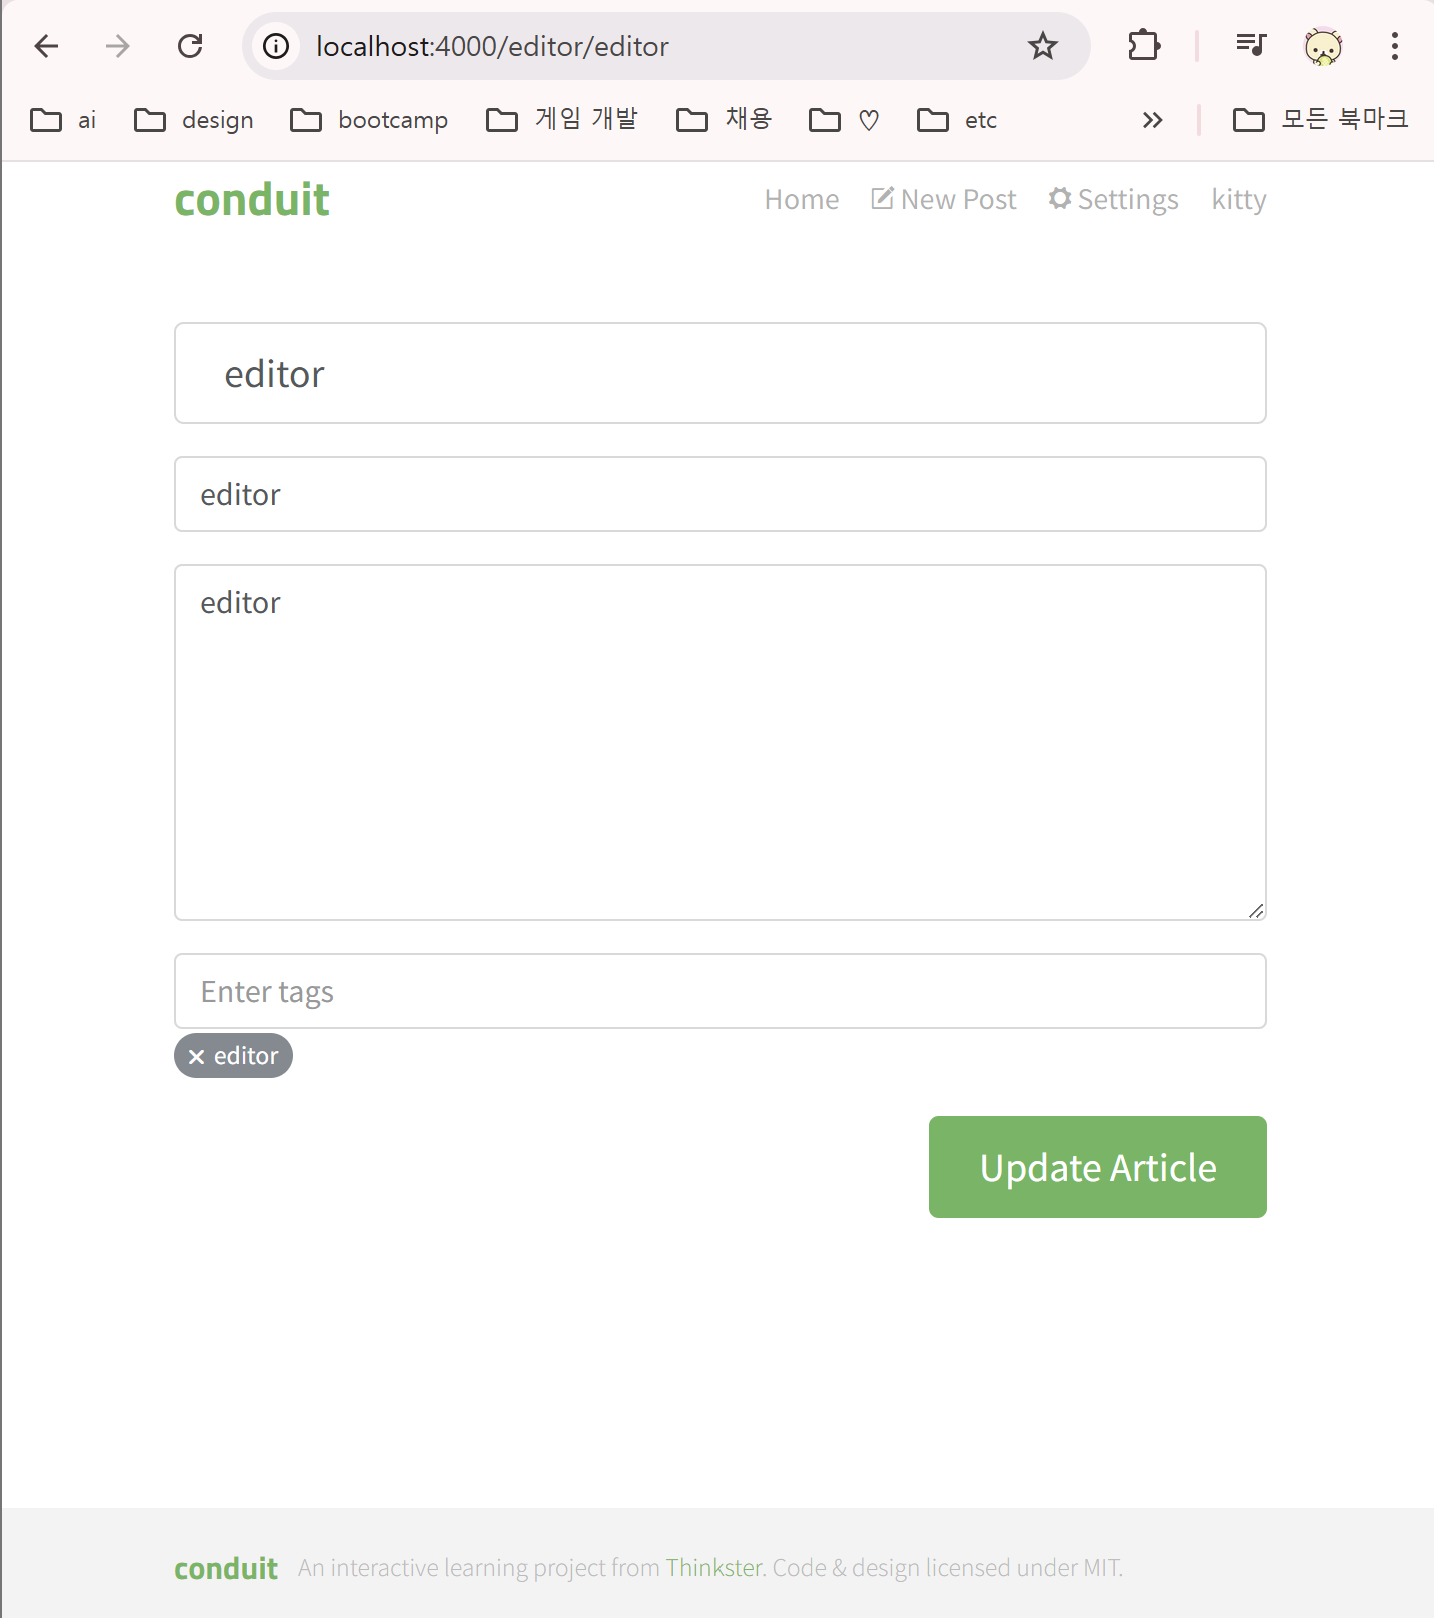 localhost:4000/editor/editor
ai design bootcamp 게임 개발 채용 ♡ etc 모든 북마크
conduit Home New Post Settings kitty
editor
editor
editor
Enter tags
× editor
Update Article
conduit An interactive learning project from Thinkster. Code & design licensed under MIT.